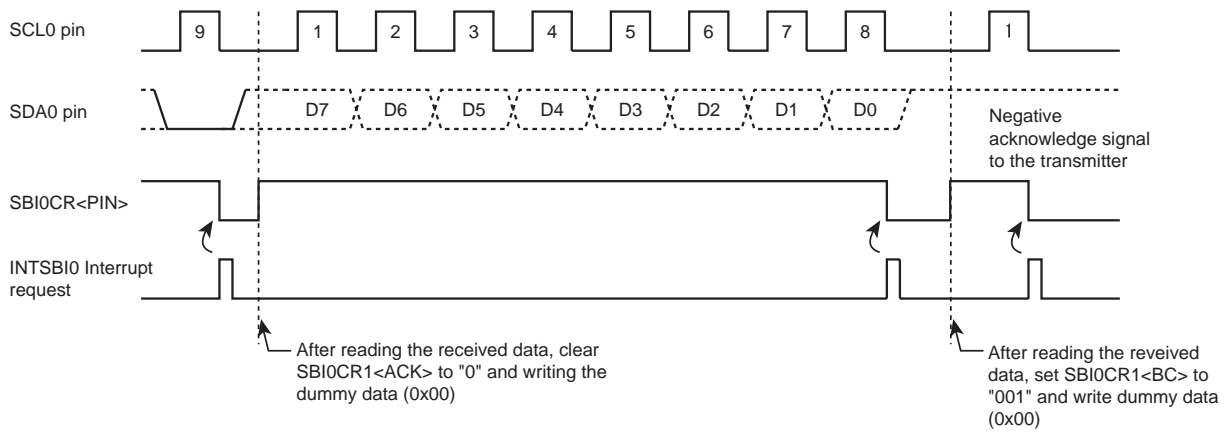 SCL0 pin
9 1 2 3 4 5 6 7 8 1
SDA0 pin
D7 D6 D5 D4 D3 D2 D1 D0
Negative
acknowledge signal
to the transmitter
SBI0CR<PIN>
INTSBI0 Interrupt
request
After reading the received data, clear
SBI0CR1<ACK> to "0" and writing the
dummy data (0x00)
After reading the reveived
data, set SBI0CR1<BC> to
"001" and write dummy data
(0x00)